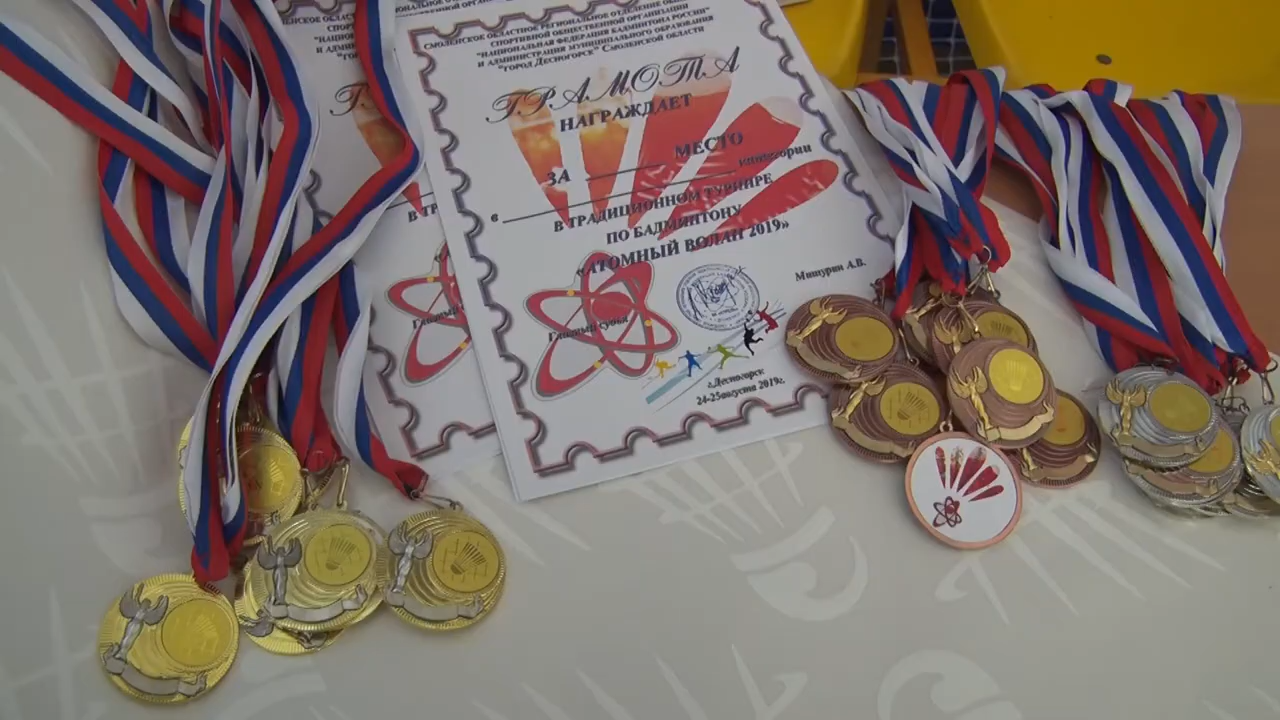 СМОЛЕНСКОЕ ОБЛАСТНОЕ РЕГИОНАЛЬНОЕ ОТДЕЛЕНИЕ
СПОРТИВНОЙ ОБЩЕСТВЕННОЙ ОРГАНИЗАЦИИ
"НАЦИОНАЛЬНАЯ ФЕДЕРАЦИЯ БАДМИНТОНА РОССИИ"
И АДМИНИСТРАЦИЯ МУНИЦИПАЛЬНОГО ОБРАЗОВАНИЯ
"ГОРОД ДЕСНОГОРСК" СМОЛЕНСКОЙ ОБЛАСТИ
ГРАМОТА
НАГРАЖДАЕТ
ЗА МЕСТО
в категории
В ТРАДИЦИОННОМ ТУРНИРЕ
ПО БАДМИНТОНУ
«АТОМНЫЙ ВОЛАН 2019»
Главный судья Мишурин А.В.
г.Десногорск
24-25августа 2019г.